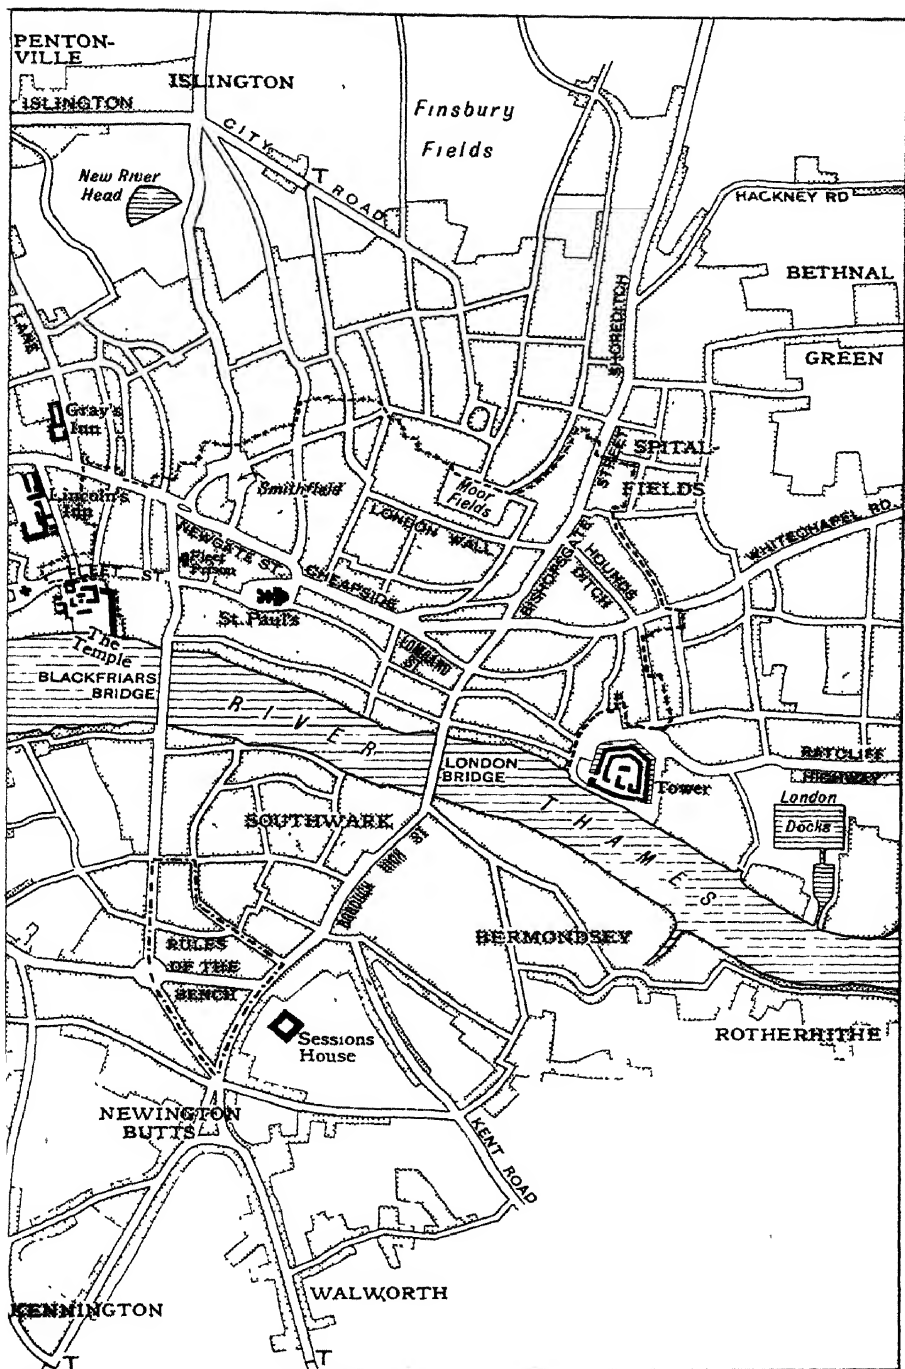 PENTON-
VILLE
ISLINGTON
ISLINGTON
Finsbury
Fields
CITY ROAD
T
New River
Head
HACKNEY RD
BETHNAL
GREEN
LANE
SHOREDITCH
Gray's
Inn
STREET
SPITAL-
FIELDS
Smithfield
Moor
Fields
Lincoln's
Inn
LONDON WALL
WHITECHAPEL RD.
NEWGATE ST.
Fleet
Prison
BISHOPSGATE
HOUNDS
DITCH
FLEET ST.
CHEAPSIDE
St. Paul's
LOMBARD
ST.
The
Temple
BLACKFRIARS
BRIDGE
RIVER THAMES
LONDON
BRIDGE
Tower
RATCLIFF
HIGHWAY
London
Docks
SOUTHWARK
BOROUGH HIGH ST
BERMONDSEY
RULES
OF THE
BENCH
Sessions
House
ROTHERHITHE
NEWINGTON
BUTTS
KENT ROAD
WALWORTH
KENNINGTON
T
T